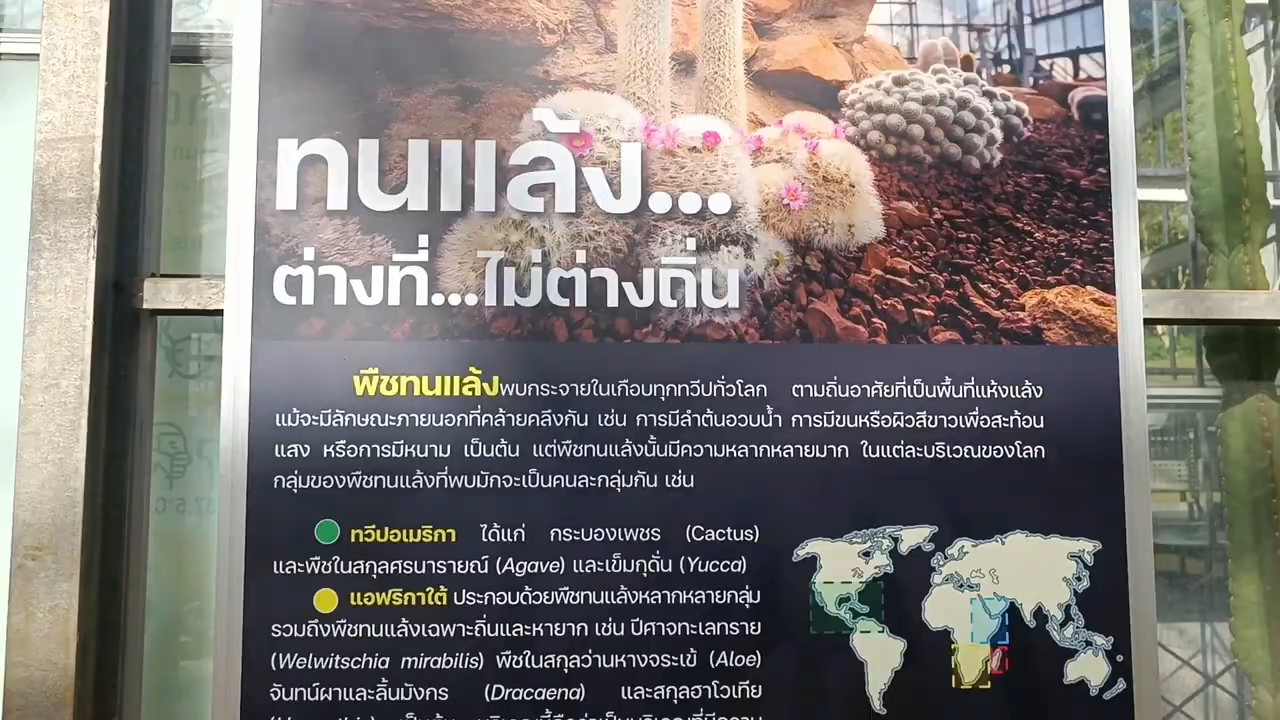 ทนแล้ง...
ต่างที่...ไม่ต่างถิ่น
พืชทนแล้งพบกระจายในเกือบทุกทวีปทั่วโลก ตามถิ่นอาศัยที่เป็นพื้นที่แห้งแล้ง
แม้จะมีลักษณะภายนอกที่คล้ายคลึงกัน เช่น การมีลำต้นอวบน้ำ การมีขนหรือผิวสีขาวเพื่อสะท้อน
แสง หรือการมีหนาม เป็นต้น แต่พืชทนแล้งนั้นมีความหลากหลายมาก ในแต่ละบริเวณของโลก
กลุ่มของพืชทนแล้งที่พบมักจะเป็นคนละกลุ่มกัน เช่น
ทวีปอเมริกา ได้แก่ กระบองเพชร (Cactus)
และพืชในสกุลศรนารายณ์ (Agave) และเข็มกุดั่น (Yucca)
แอฟริกาใต้ ประกอบด้วยพืชทนแล้งหลากหลายกลุ่ม
รวมถึงพืชทนแล้งเฉพาะถิ่นและหายาก เช่น ปีศาจทะเลทราย
(Welwitschia mirabilis) พืชในสกุลว่านหางจระเข้ (Aloe)
จันทน์ผาและลิ้นมังกร (Dracaena) และสกุลฮาโวเทีย